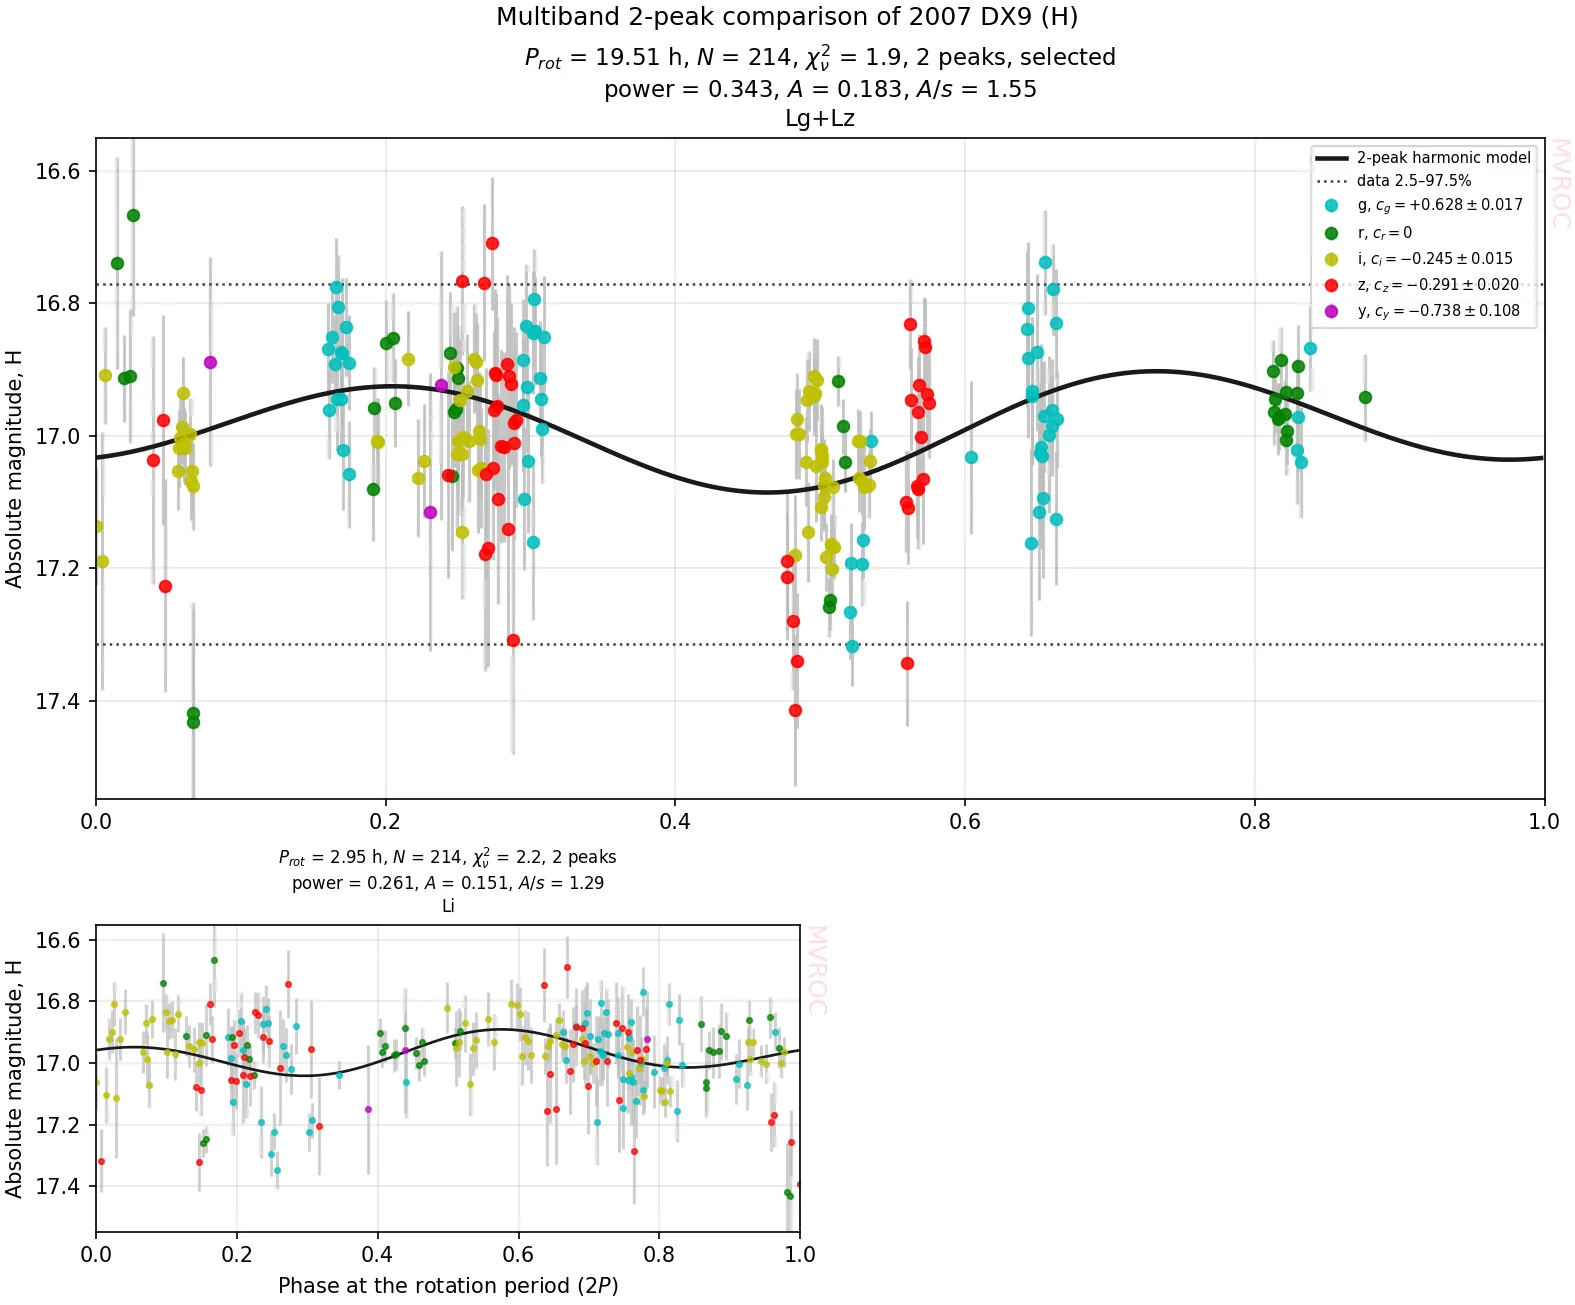 Multiband 2-peak comparison of 2007 DX9 (H)
P_rot = 19.51 h, N = 214, χ²_ν = 1.9, 2 peaks, selected
power = 0.343, A = 0.183, A/s = 1.55
Lg+Lz
MVROC
2-peak harmonic model
data 2.5–97.5%
g, c_g = +0.628 ± 0.017
r, c_r = 0
i, c_i = −0.245 ± 0.015
z, c_z = −0.291 ± 0.020
y, c_y = −0.738 ± 0.108
Absolute magnitude, H
16.6
16.8
17.0
17.2
17.4
0.0 0.2 0.4 0.6 0.8 1.0
P_rot = 2.95 h, N = 214, χ²_ν = 2.2, 2 peaks
power = 0.261, A = 0.151, A/s = 1.29
Li
MVROC
Absolute magnitude, H
16.6
16.8
17.0
17.2
17.4
0.0 0.2 0.4 0.6 0.8 1.0
Phase at the rotation period (2P)